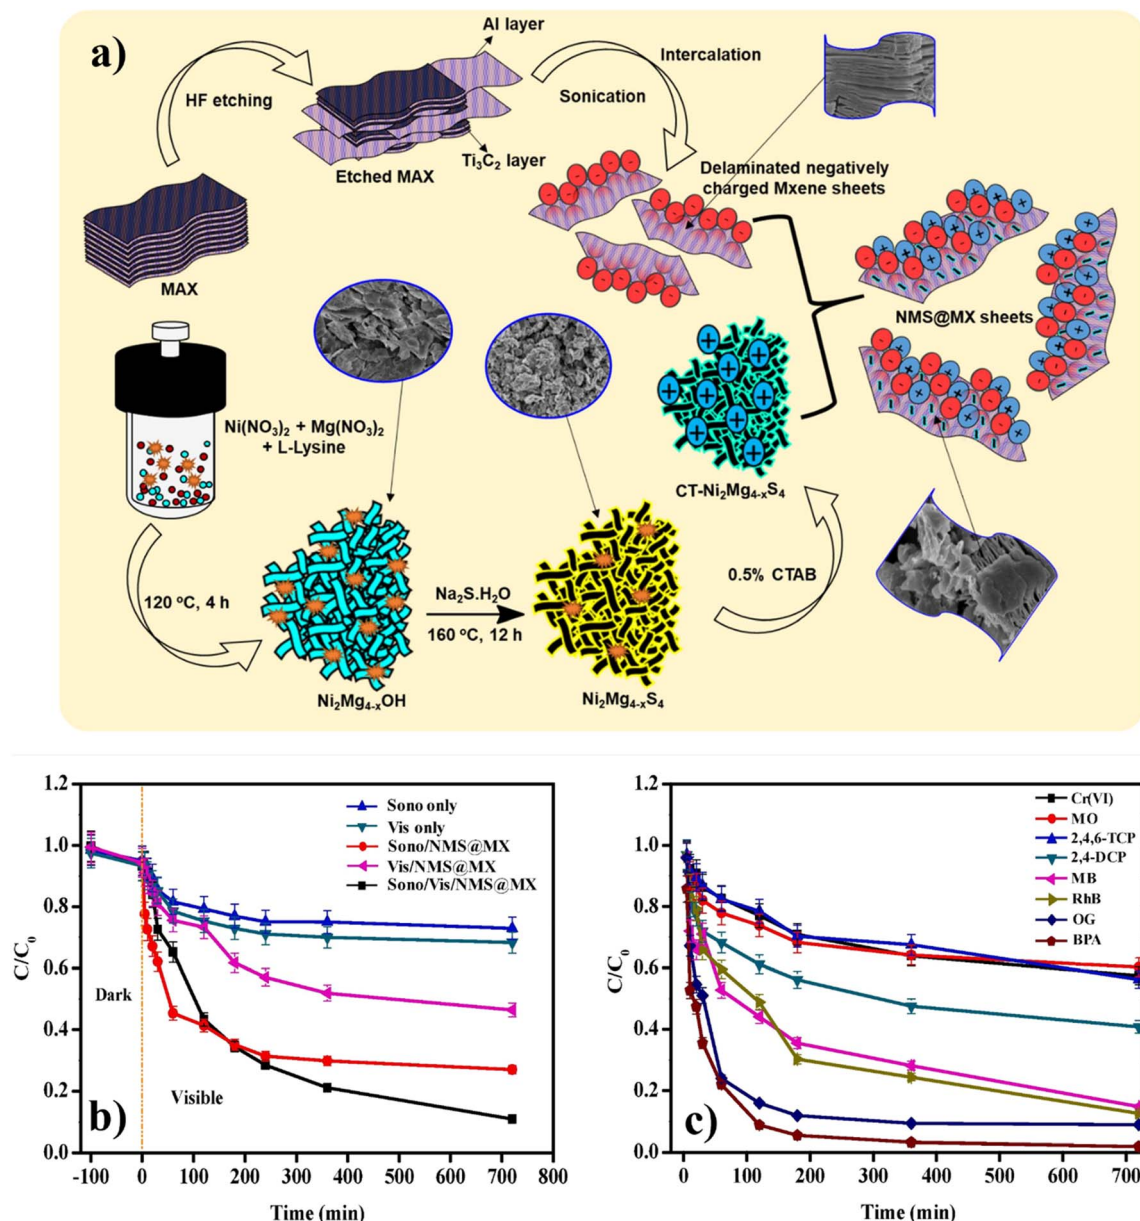 a)
Al layer
HF etching
Intercalation
Sonication
Ti₃C₂ layer
Etched MAX
Delaminated negatively
charged Mxene sheets
MAX
NMS@MX sheets
Ni(NO₃)₂ + Mg(NO₃)₂
+ L-Lysine
CT-Ni₂Mg₄₋ₓS₄
120 ºC, 4 h
Na₂S.H₂O
160 ºC, 12 h
0.5% CTAB
Ni₂Mg₄₋ₓOH
Ni₂Mg₄₋ₓS₄
b)
C/C₀
1.2
1.0
0.8
0.6
0.4
0.2
0.0
Sono only
Vis only
Sono/NMS@MX
Vis/NMS@MX
Sono/Vis/NMS@MX
Dark
Visible
-100 0 100 200 300 400 500 600 700 800
Time (min)
c)
C/C₀
1.2
1.0
0.8
0.6
0.4
0.2
0.0
Cr(VI)
MO
2,4,6-TCP
2,4-DCP
MB
RhB
OG
BPA
0 100 200 300 400 500 600 700
Time (min)